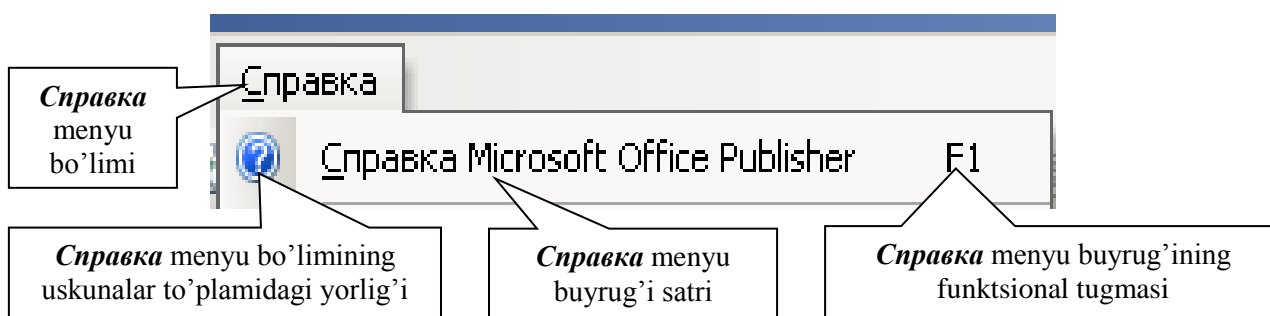 Справка
Справка Microsoft Office Publisher F1
Справка
menyu
bo’limi
Справка menyu bo’limining
uskunalar to’plamidagi yorlig’i
Справка menyu
buyrug’i satri
Справка menyu buyrug’ining
funktsional tugmasi